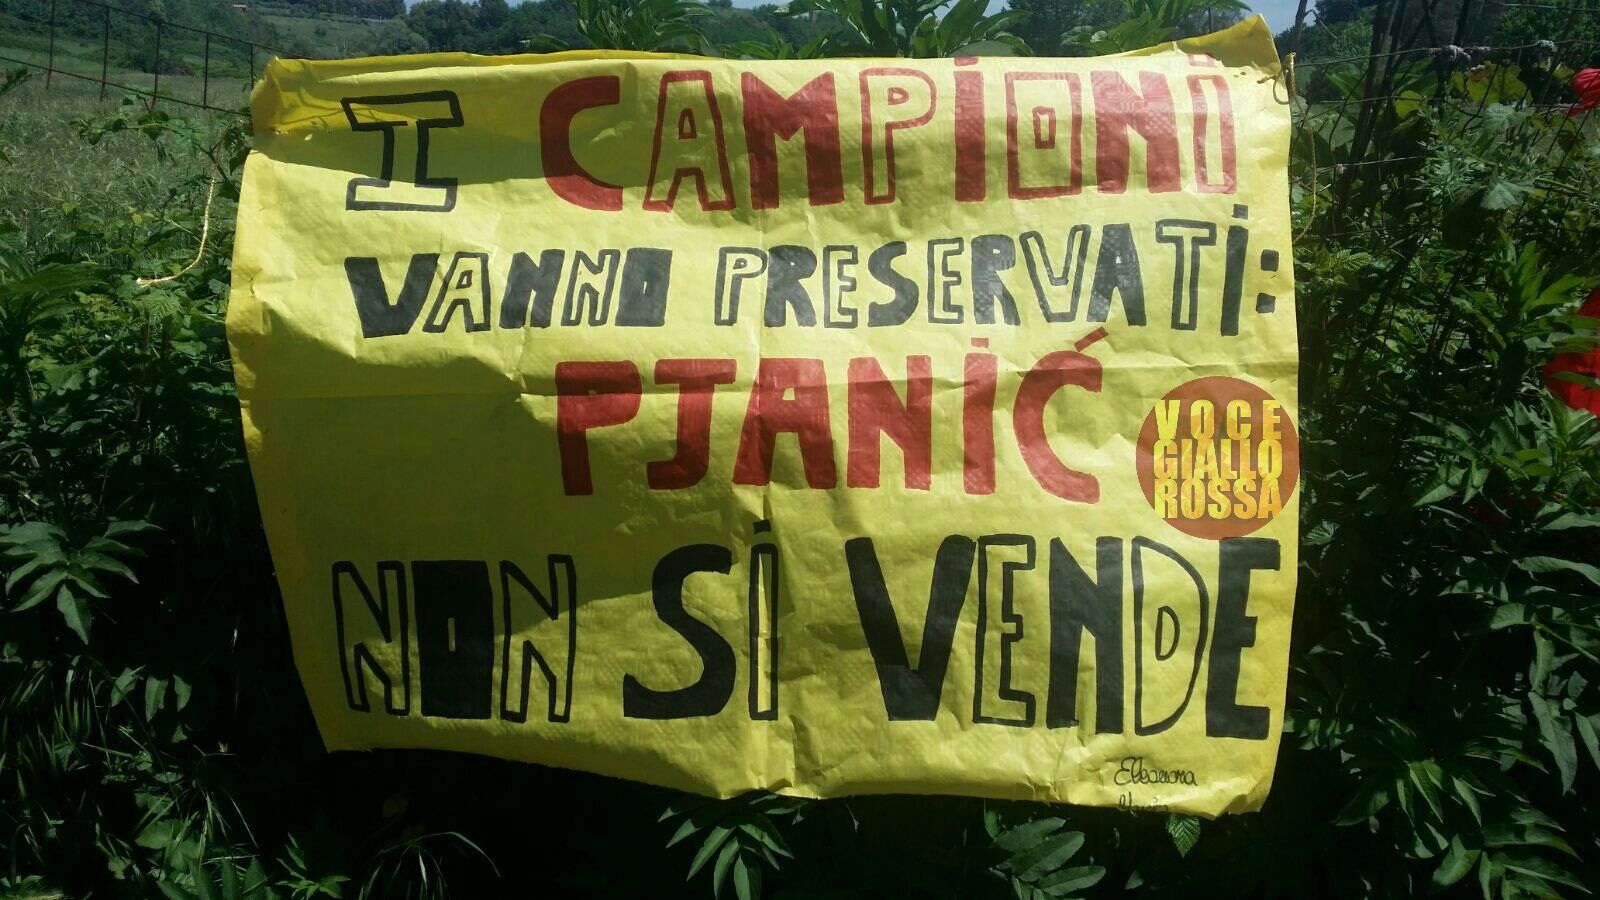 I CAMPIONI
VANNO PRESERVATI:
PJANIĆ
VOCE
GIALLO
ROSSA
NON SI VENDE
Eleonora